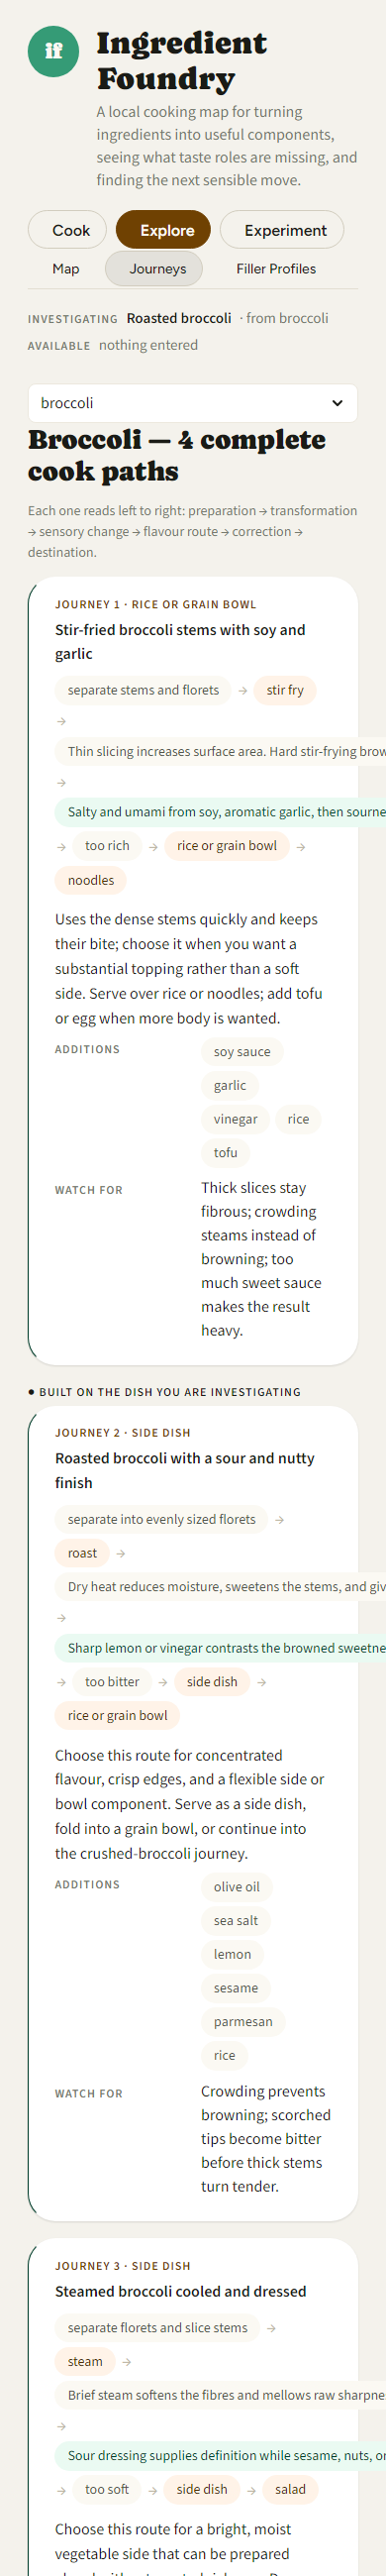 if
Ingredient
Foundry
A local cooking map for turning
ingredients into useful components,
seeing what taste roles are missing, and
finding the next sensible move.
Cook Explore Experiment
Map Journeys Filler Profiles
INVESTIGATING Roasted broccoli · from broccoli
AVAILABLE nothing entered
broccoli
Broccoli — 4 complete
cook paths
Each one reads left to right: preparation → transformation
→ sensory change → flavour route → correction →
destination.
JOURNEY 1 · RICE OR GRAIN BOWL
Stir-fried broccoli stems with soy and
garlic
separate stems and florets → stir fry
→
Thin slicing increases surface area. Hard stir-frying brow
→
Salty and umami from soy, aromatic garlic, then sourne
→ too rich → rice or grain bowl →
noodles
Uses the dense stems quickly and keeps
their bite; choose it when you want a
substantial topping rather than a soft
side. Serve over rice or noodles; add tofu
or egg when more body is wanted.
ADDITIONS soy sauce
garlic
vinegar rice
tofu
WATCH FOR Thick slices stay
fibrous; crowding
steams instead of
browning; too
much sweet sauce
makes the result
heavy.
● BUILT ON THE DISH YOU ARE INVESTIGATING
JOURNEY 2 · SIDE DISH
Roasted broccoli with a sour and nutty
finish
separate into evenly sized florets →
roast →
Dry heat reduces moisture, sweetens the stems, and giv
→
Sharp lemon or vinegar contrasts the browned sweetne
→ too bitter → side dish →
rice or grain bowl
Choose this route for concentrated
flavour, crisp edges, and a flexible side or
bowl component. Serve as a side dish,
fold into a grain bowl, or continue into
the crushed-broccoli journey.
ADDITIONS olive oil
sea salt
lemon
sesame
parmesan
rice
WATCH FOR Crowding prevents
browning; scorched
tips become bitter
before thick stems
turn tender.
JOURNEY 3 · SIDE DISH
Steamed broccoli cooled and dressed
separate florets and slice stems →
steam →
Brief steam softens the fibres and mellows raw sharpne
→
Sour dressing supplies definition while sesame, nuts, or
→ too soft → side dish → salad
Choose this route for a bright, moist
vegetable side that can be prepared